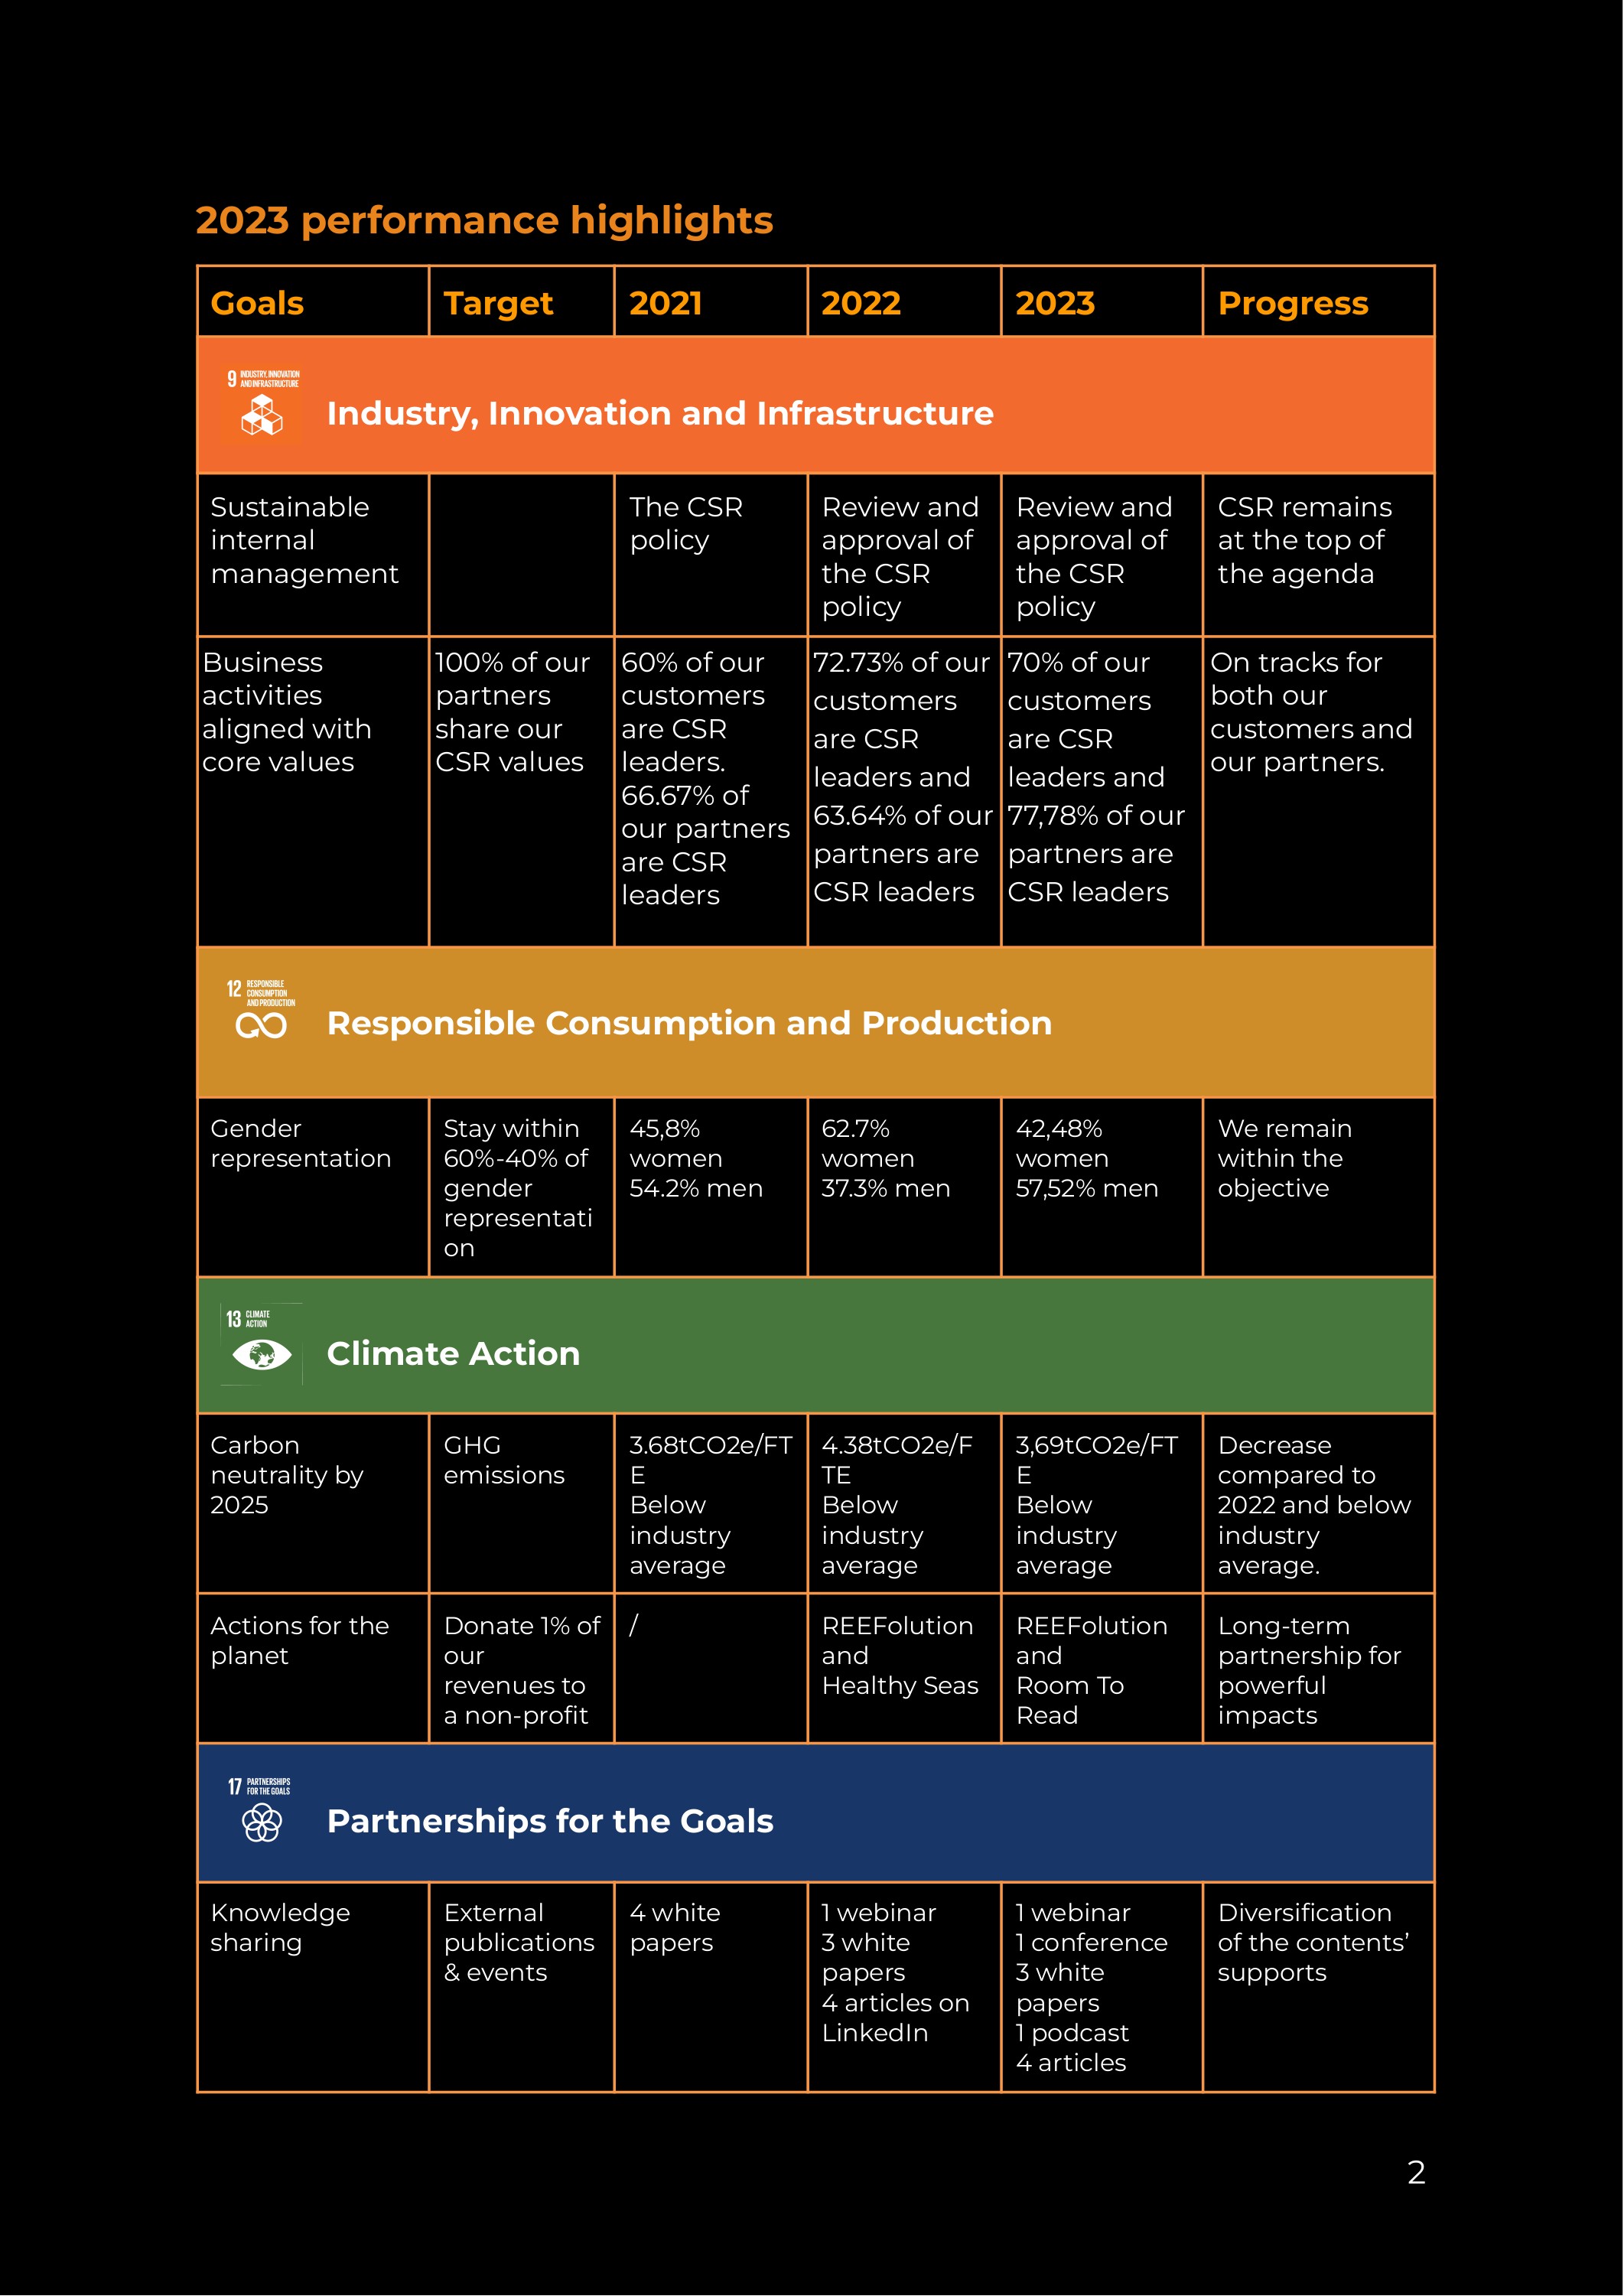 2023 performance highlights
Goals
Target
2021
2022
2023
Progress
9 INDUSTRY, INNOVATION
AND INFRASTRUCTURE
Industry, Innovation and Infrastructure
Sustainable
internal
management
The CSR
policy
Review and
approval of
the CSR
policy
Review and
approval of
the CSR
policy
CSR remains
at the top of
the agenda
Business
activities
aligned with
core values
100% of our
partners
share our
CSR values
60% of our
customers
are CSR
leaders.
66.67% of
our partners
are CSR
leaders
72.73% of our
customers
are CSR
leaders and
63.64% of our
partners are
CSR leaders
70% of our
customers
are CSR
leaders and
77,78% of our
partners are
CSR leaders
On tracks for
both our
customers and
our partners.
12 RESPONSIBLE
CONSUMPTION
AND PRODUCTION
Responsible Consumption and Production
Gender
representation
Stay within
60%-40% of
gender
representati
on
45,8%
women
54.2% men
62.7%
women
37.3% men
42,48%
women
57,52% men
We remain
within the
objective
13 CLIMATE
ACTION
Climate Action
Carbon
neutrality by
2025
GHG
emissions
3.68tCO2e/FT
E
Below
industry
average
4.38tCO2e/F
TE
Below
industry
average
3,69tCO2e/FT
E
Below
industry
average
Decrease
compared to
2022 and below
industry
average.
Actions for the
planet
Donate 1% of
our
revenues to
a non-profit
/
REEFolution
and
Healthy Seas
REEFolution
and
Room To
Read
Long-term
partnership for
powerful
impacts
17 PARTNERSHIPS
FOR THE GOALS
Partnerships for the Goals
Knowledge
sharing
External
publications
& events
4 white
papers
1 webinar
3 white
papers
4 articles on
LinkedIn
1 webinar
1 conference
3 white
papers
1 podcast
4 articles
Diversification
of the contents’
supports
2